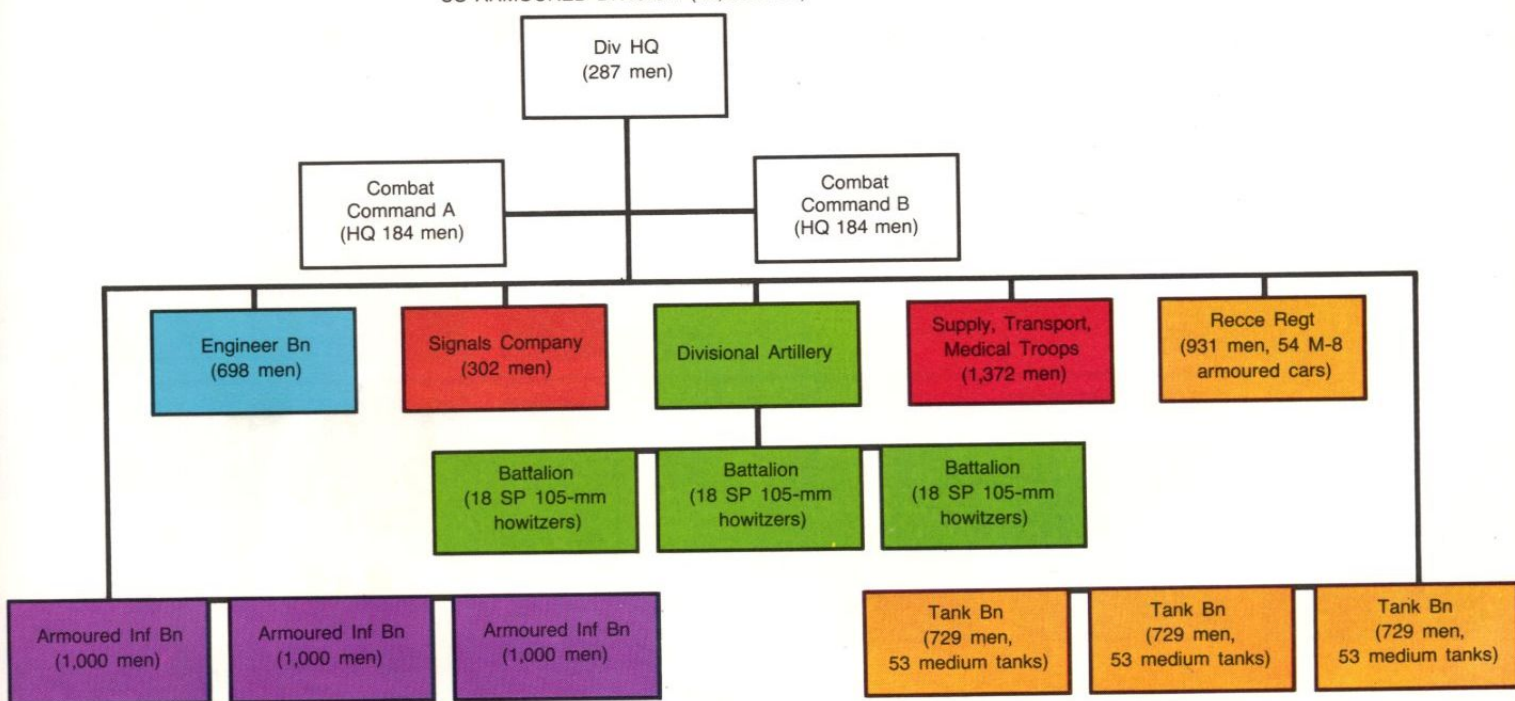 Div HQ
(287 men)
Combat
Command A
(HQ 184 men)
Combat
Command B
(HQ 184 men)
Engineer Bn
(698 men)
Signals Company
(302 men)
Divisional Artillery
Supply, Transport,
Medical Troops
(1,372 men)
Recce Regt
(931 men, 54 M-8
armoured cars)
Battalion
(18 SP 105-mm
howitzers)
Battalion
(18 SP 105-mm
howitzers)
Battalion
(18 SP 105-mm
howitzers)
Armoured Inf Bn
(1,000 men)
Armoured Inf Bn
(1,000 men)
Armoured Inf Bn
(1,000 men)
Tank Bn
(729 men,
53 medium tanks)
Tank Bn
(729 men,
53 medium tanks)
Tank Bn
(729 men,
53 medium tanks)